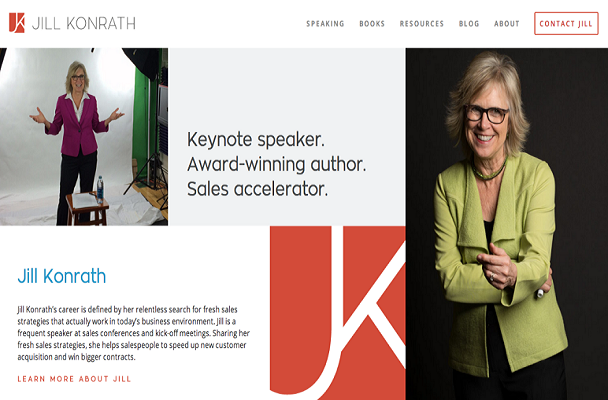 JK JILL KONRATH
SPEAKING BOOKS RESOURCES BLOG ABOUT CONTACT JILL
Keynote speaker.
Award-winning author.
Sales accelerator.
Jill Konrath
Jill Konrath's career is defined by her relentless search for fresh sales
strategies that actually work in today's business environment. Jill is a
frequent speaker at sales conferences and kick-off meetings. Sharing her
fresh sales strategies, she helps salespeople to speed up new customer
acquisition and win bigger contracts.
LEARN MORE ABOUT JILL
JK